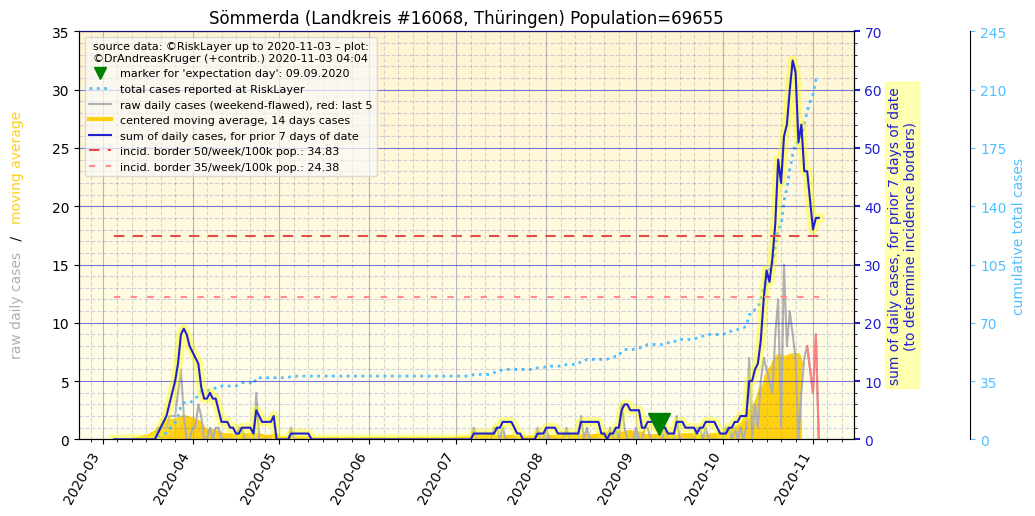 Sömmerda (Landkreis #16068, Thüringen) Population=69655
source data: ©RiskLayer up to 2020-11-03 – plot:
©DrAndreasKruger (+contrib.) 2020-11-03 04:04
marker for 'expectation day': 09.09.2020
total cases reported at RiskLayer
raw daily cases (weekend-flawed), red: last 5
centered moving average, 14 days cases
sum of daily cases, for prior 7 days of date
incid. border 50/week/100k pop.: 34.83
incid. border 35/week/100k pop.: 24.38
raw daily cases / moving average
35
30
25
20
15
10
5
0
70
60
50
40
30
20
10
0
sum of daily cases, for prior 7 days of date
(to determine incidence borders)
245
210
175
140
105
70
35
0
cumulative total cases
2020-03
2020-04
2020-05
2020-06
2020-07
2020-08
2020-09
2020-10
2020-11